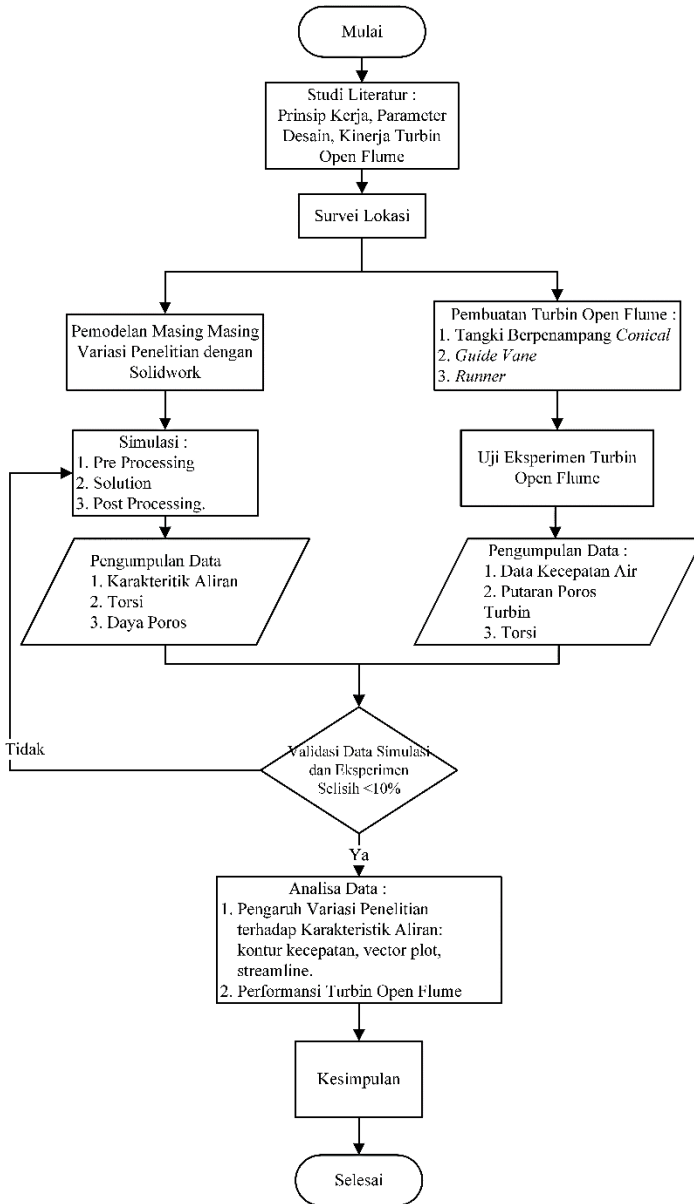 Mulai
Studi Literatur :
Prinsip Kerja, Parameter
Desain, Kinerja Turbin
Open Flume
Survei Lokasi
Pemodelan Masing Masing
Variasi Penelitian dengan
Solidwork
Pembuatan Turbin Open Flume :
1. Tangki Berpenampang Conical
2. Guide Vane
3. Runner
Simulasi :
1. Pre Processing
2. Solution
3. Post Processing.
Uji Eksperimen Turbin
Open Flume
Pengumpulan Data
1. Karakteritik Aliran
2. Torsi
3. Daya Poros
Pengumpulan Data :
1. Data Kecepatan Air
2. Putaran Poros
Turbin
3. Torsi
Tidak
Validasi Data Simulasi
dan Eksperimen
Selisih <10%
Ya
Analisa Data :
1. Pengaruh Variasi Penelitian
terhadap Karakteristik Aliran:
kontur kecepatan, vector plot,
streamline.
2. Performansi Turbin Open Flume
Kesimpulan
Selesai